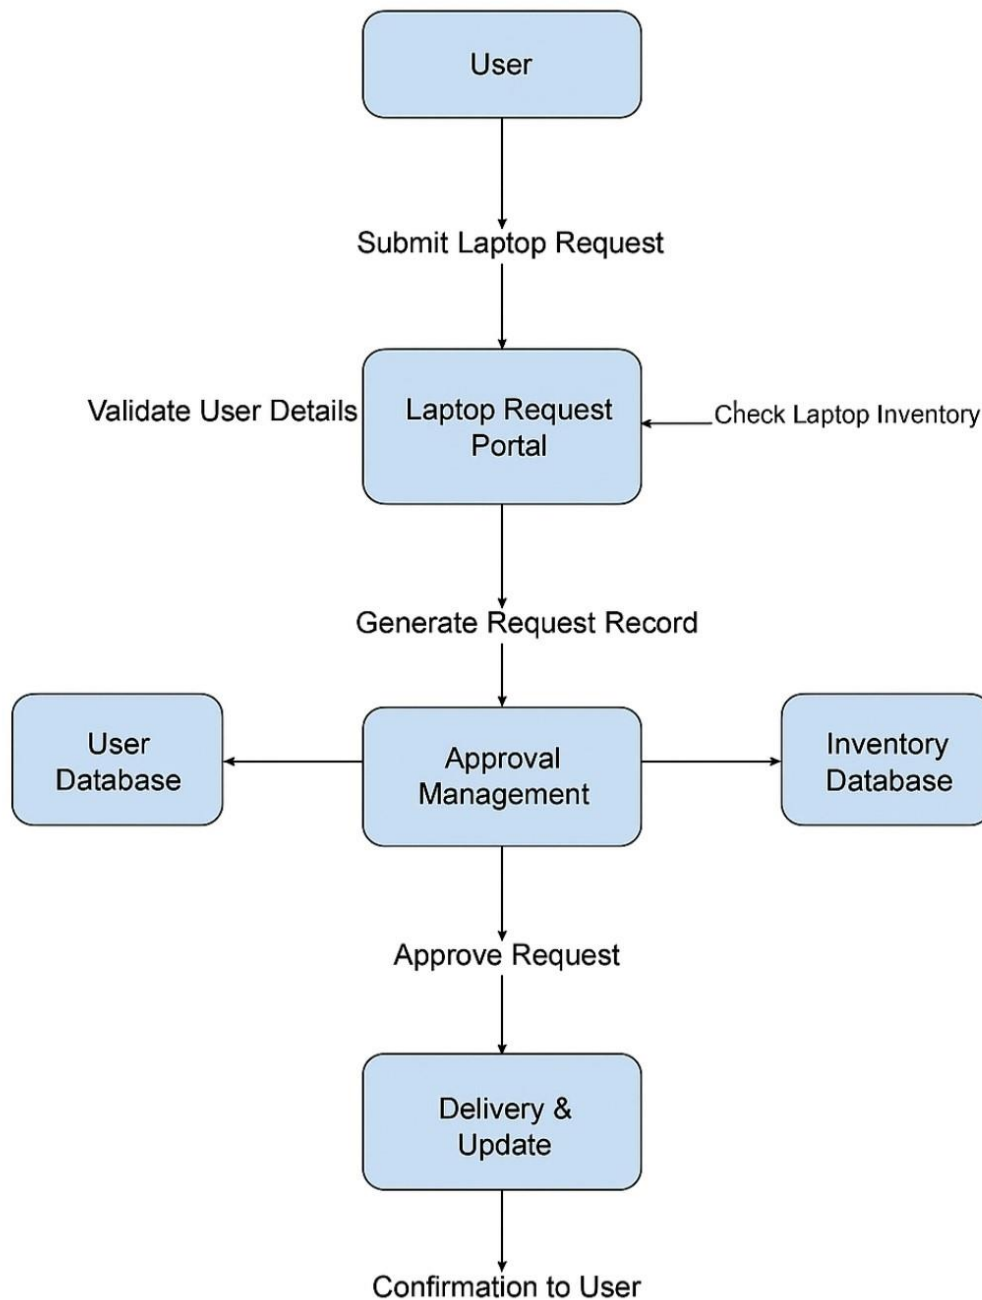 User
Submit Laptop Request
Validate User Details
Laptop Request
Portal
Check Laptop Inventory
Generate Request Record
User
Database
Approval
Management
Inventory
Database
Approve Request
Delivery &
Update
Confirmation to User